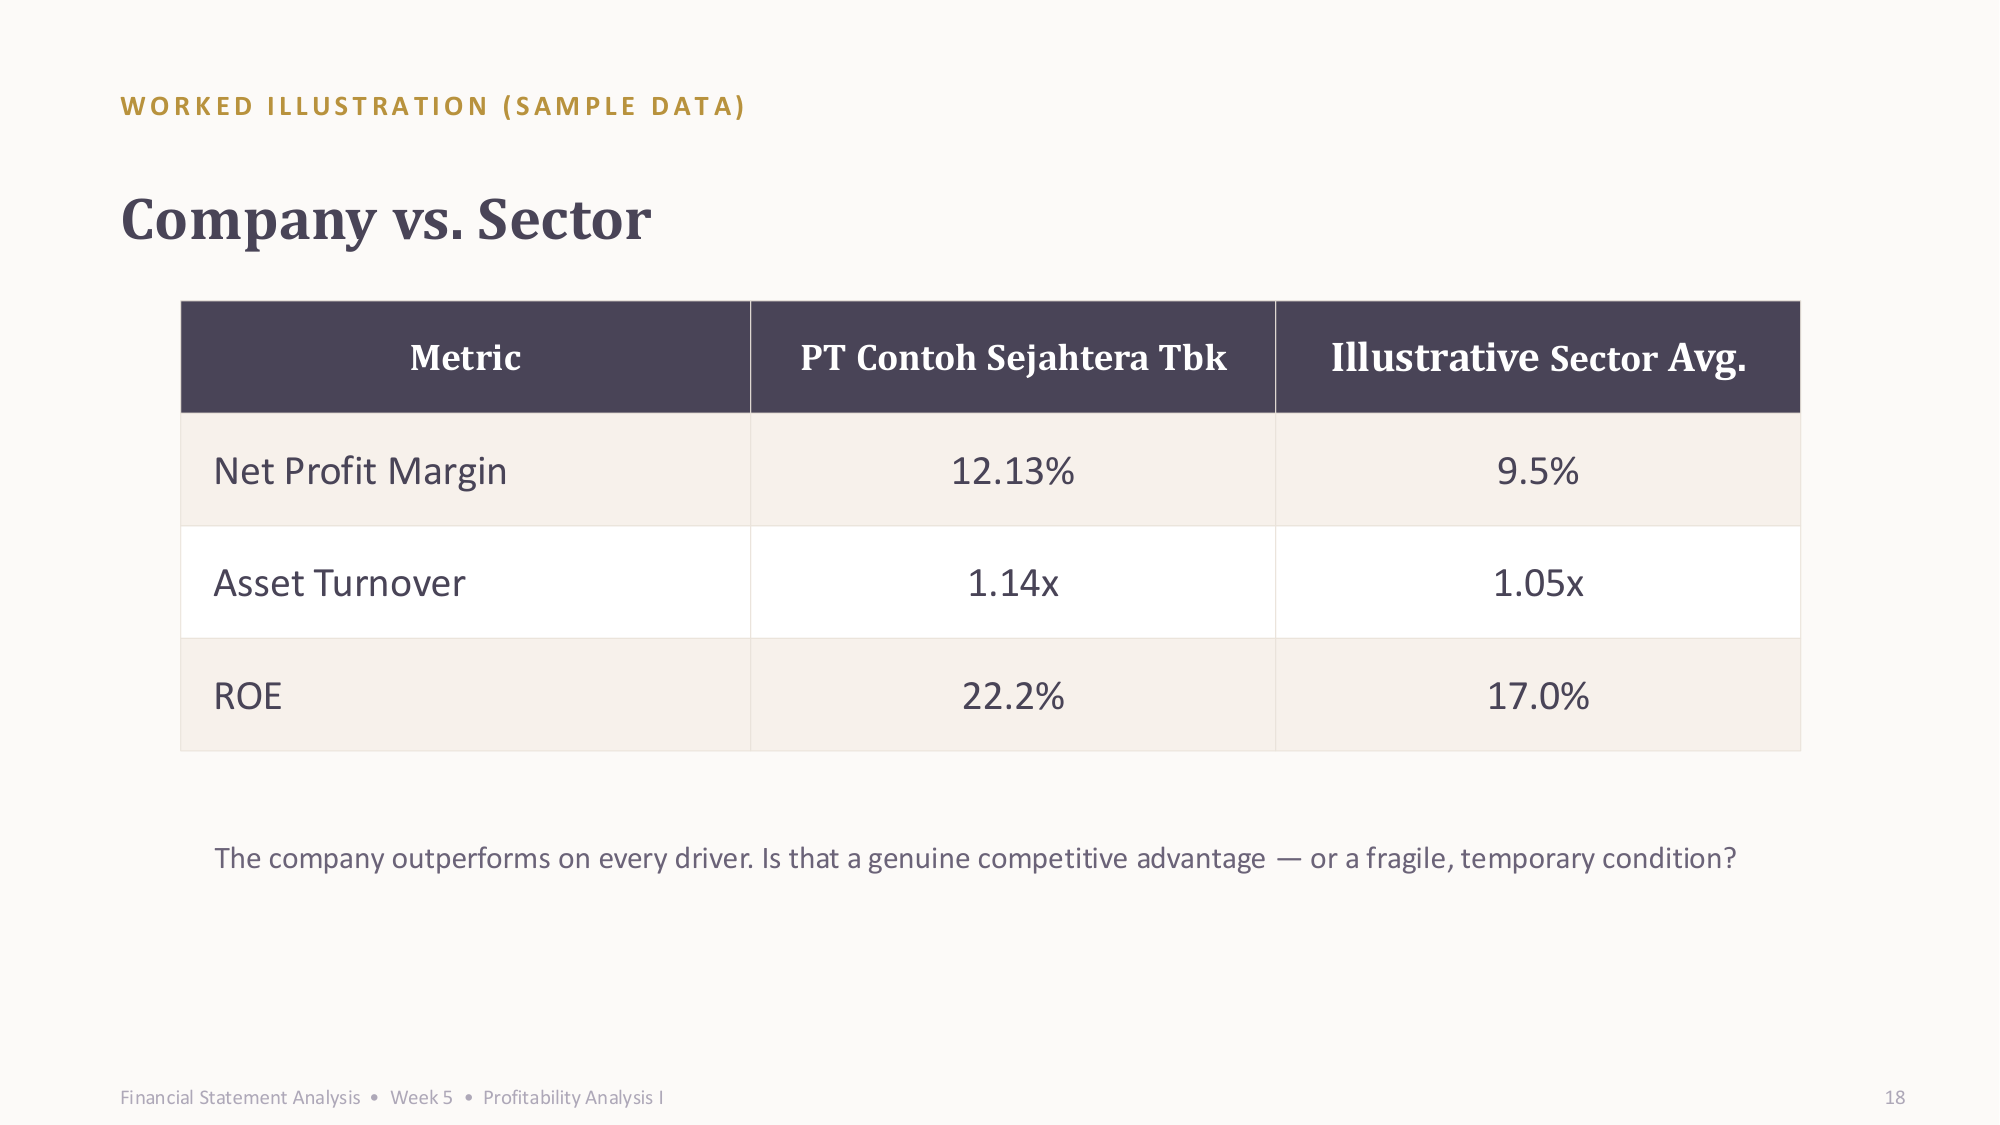 WORKED ILLUSTRATION (SAMPLE DATA)
Company vs. Sector
Metric PT Contoh Sejahtera Tbk Illustrative Sector Avg.
Net Profit Margin 12.13% 9.5%
Asset Turnover 1.14x 1.05x
ROE 22.2% 17.0%
The company outperforms on every driver. Is that a genuine competitive advantage — or a fragile, temporary condition?
Financial Statement Analysis • Week 5 • Profitability Analysis I 18